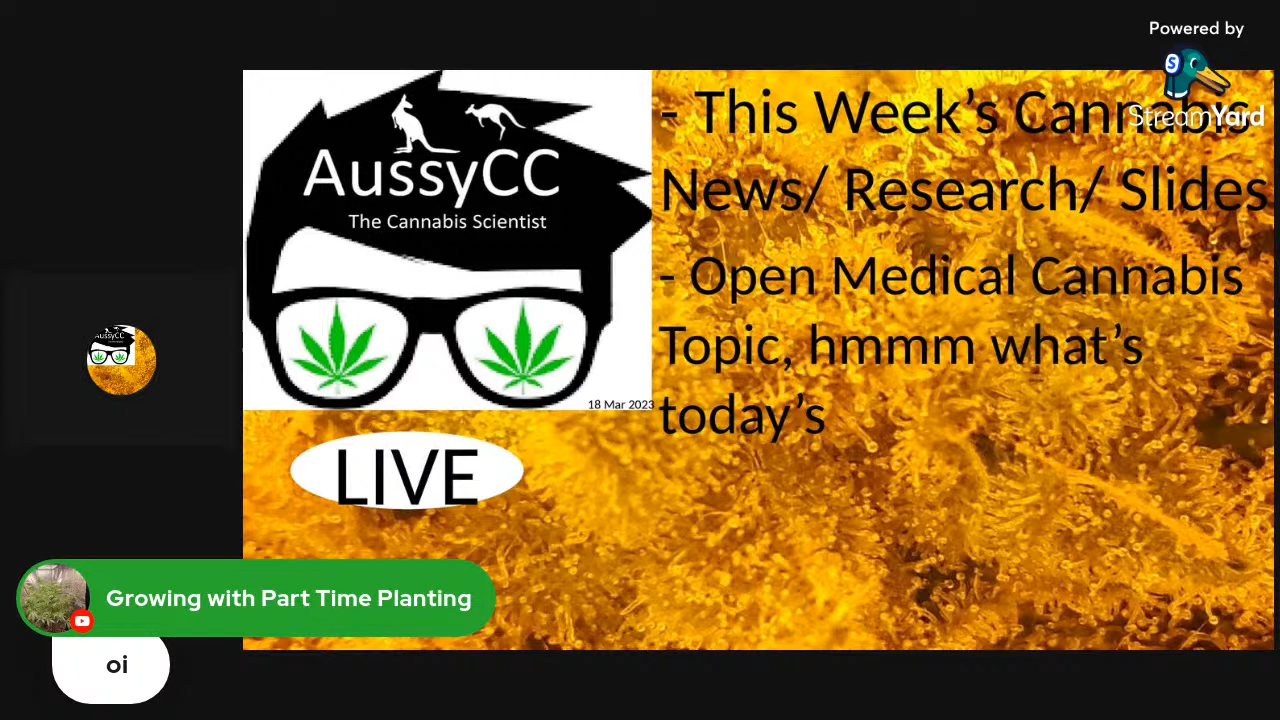 Powered by
StreamYard
AussyCC
The Cannabis Scientist
18 Mar 2023
- This Week's Cannabis
News/ Research/ Slides
- Open Medical Cannabis
Topic, hmmm what's
today's
LIVE
AussyCC
Growing with Part Time Planting
oi